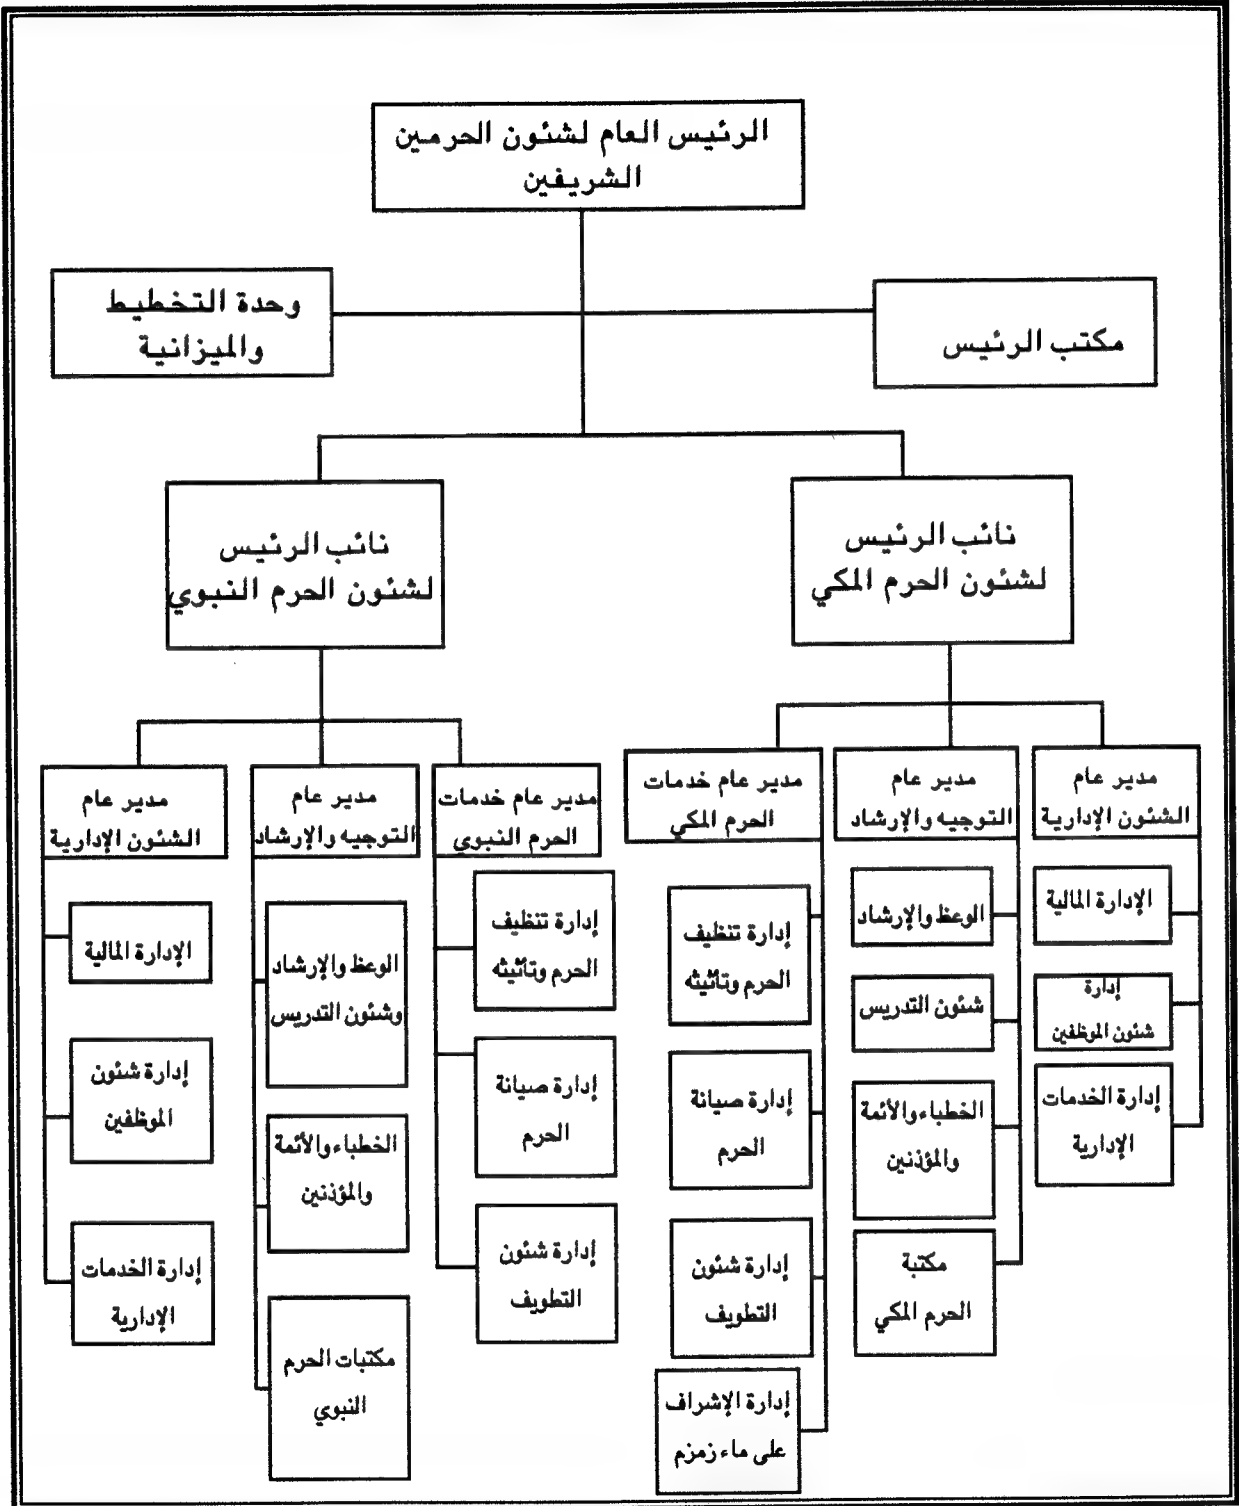 الرئيس العام لشئون الحرمين
الشريفين
مكتب الرئيس
وحدة التخطيط
والميزانية
نائب الرئيس
لشئون الحرم المكي
نائب الرئيس
لشئون الحرم النبوي
مدير عام
الشئون الإدارية
الإدارة المالية
إدارة
شئون الموظفين
إدارة الخدمات
الإدارية
مدير عام
التوجيه والإرشاد
الوعظ والإرشاد
شئون التدريس
الخطباء والأئمة
والمؤذنين
مكتبة
الحرم المكي
مدير عام خدمات
الحرم المكي
إدارة تنظيف
الحرم وتاثيثه
إدارة صيانة
الحرم
إدارة شئون
التطويف
إدارة الإشراف
على ماء زمزم
مدير عام خدمات
الحرم النبوي
إدارة تنظيف
الحرم وتاثيثه
إدارة صيانة
الحرم
إدارة شئون
التطويف
مدير عام
التوجيه والإرشاد
الوعظ والإرشاد
وشئون التدريس
الخطباء والأئمة
والمؤذنين
مكتبات الحرم
النبوي
مدير عام
الشئون الإدارية
الإدارة المالية
إدارة شئون
الموظفين
إدارة الخدمات
الإدارية